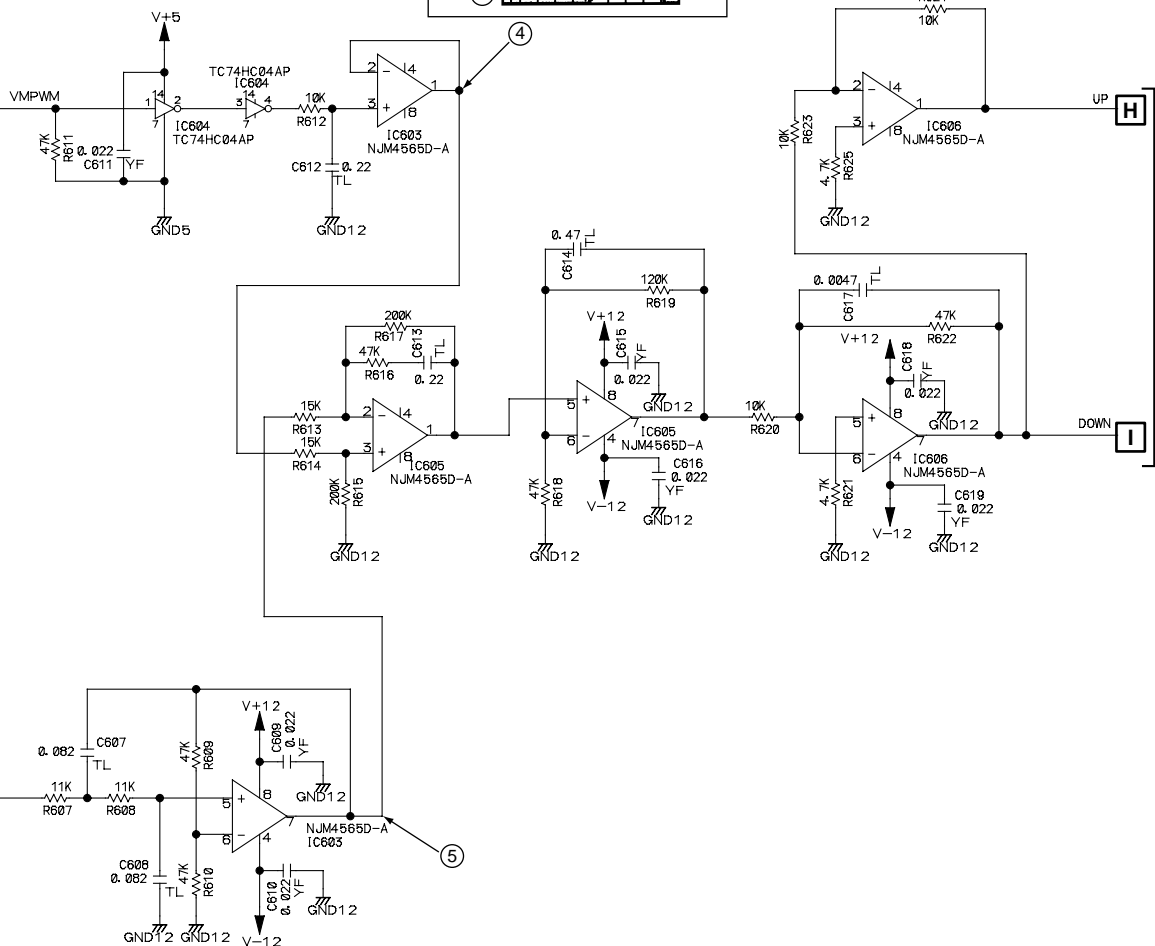 V+5
VMPWM
47K
R611
0.022
C611
YF
1
14
2
7
IC604
TC74HC04AP
TC74HC04AP
IC604
3
14
4
7
GND5
10K
R612
C612
0.22
TL
GND12
2
4
1
3
8
IC603
NJM4565D-A
4
10K
10K
R623
2
4
1
3
8
IC606
NJM4565D-A
4.7K
R625
GND12
UP
H
200K
R617
47K
R616
C613
TL
0.22
15K
R613
15K
R614
200K
R615
GND12
2
4
1
3
8
IC605
NJM4565D-A
0.47
TL
C614
120K
R619
V+12
C615
YF
0.022
GND12
5
8
7
6
4
IC605
NJM4565D-A
47K
R618
GND12
V-12
C616
0.022
YF
GND12
10K
R620
0.0047
TL
C617
47K
R622
V+12
C618
YF
0.022
GND12
5
8
7
6
4
IC606
NJM4565D-A
4.7K
R621
GND12
V-12
C619
0.022
YF
GND12
DOWN
I
0.082
C607
TL
11K
R607
11K
R608
47K
R609
47K
R610
C608
0.082
TL
GND12
GND12
V+12
C609
0.022
YF
GND12
5
8
7
6
4
NJM4565D-A
IC603
C610
0.022
YF
GND12
V-12
5